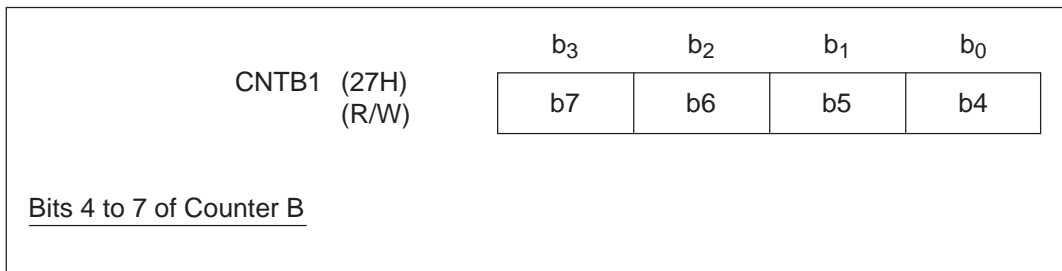 b3 b2 b1 b0
CNTB1 (27H) b7 b6 b5 b4
(R/W)
Bits 4 to 7 of Counter B